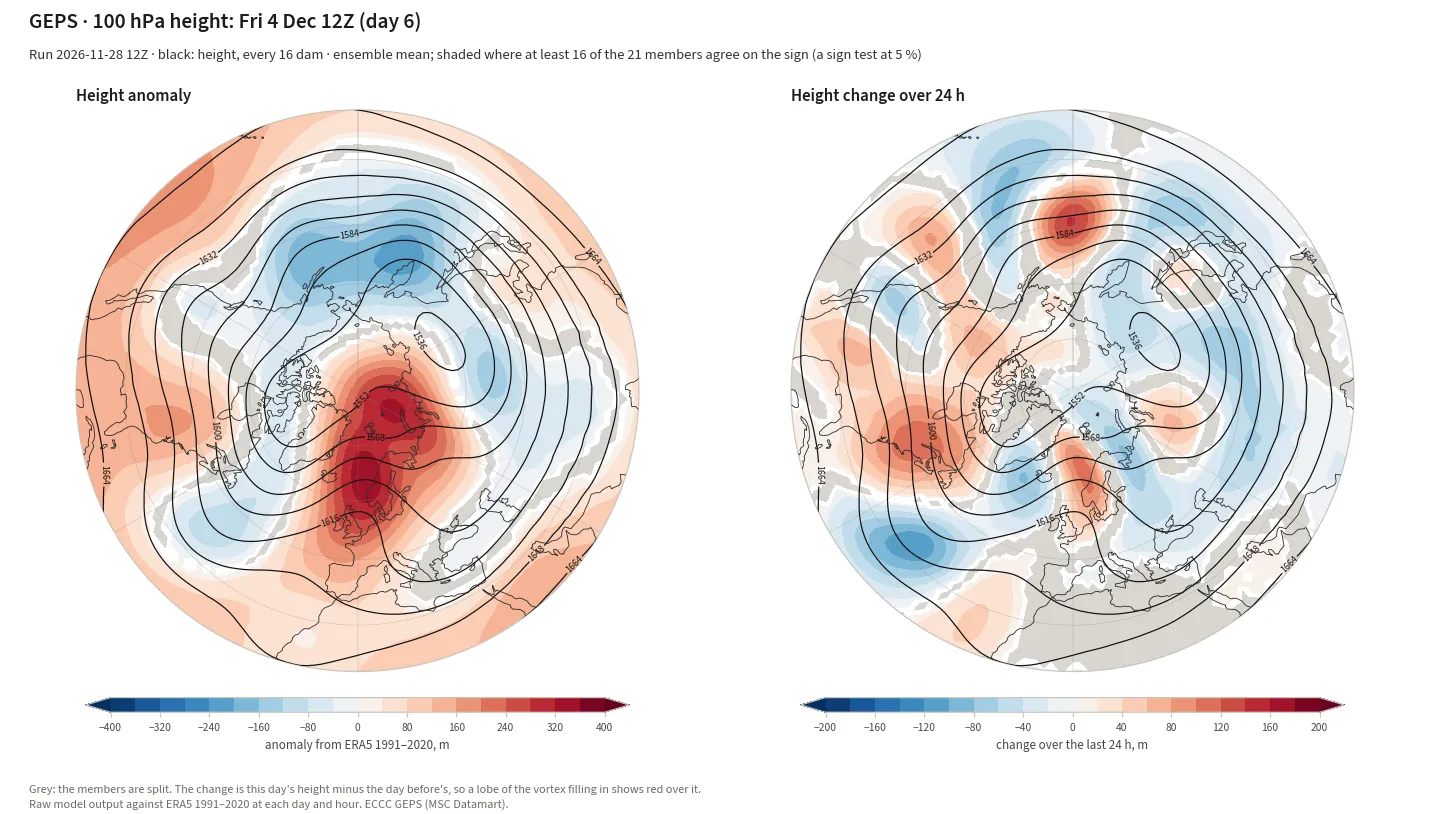 GEPS · 100 hPa height: Fri 4 Dec 12Z (day 6)
Run 2026-11-28 12Z · black: height, every 16 dam · ensemble mean; shaded where at least 16 of the 21 members agree on the sign (a sign test at 5 %)
Height anomaly
Height change over 24 h
1584
1632
1664
1536
1552
1568
1600
1664
1616
1648
1664
1584
1632
1664
1536
1552
1568
1600
1664
1616
1648
1664
−400 −320 −240 −160 −80 0 80 160 240 320 400
anomaly from ERA5 1991–2020, m
−200 −160 −120 −80 −40 0 40 80 120 160 200
change over the last 24 h, m
Grey: the members are split. The change is this day's height minus the day before's, so a lobe of the vortex filling in shows red over it.
Raw model output against ERA5 1991–2020 at each day and hour. ECCC GEPS (MSC Datamart).